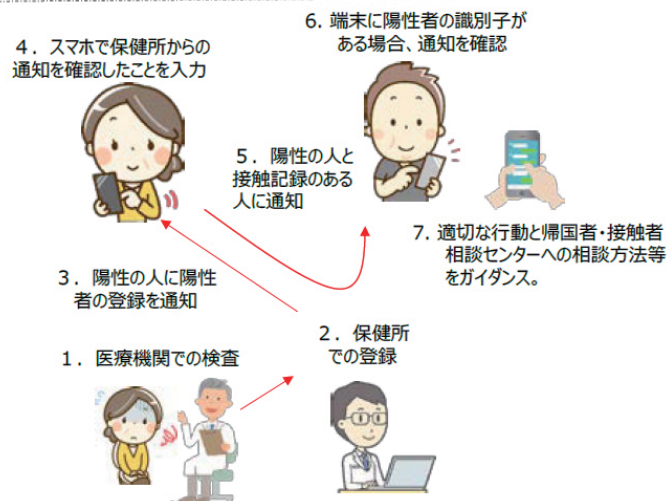 4．スマホで保健所からの
通知を確認したことを入力
6. 端末に陽性者の識別子が
ある場合、通知を確認
5．陽性の人と
接触記録のある
人に通知
7. 適切な行動と帰国者・接触者
相談センターへの相談方法等
をガイダンス。
3．陽性の人に陽性
者の登録を通知
2．保健所
での登録
1．医療機関での検査